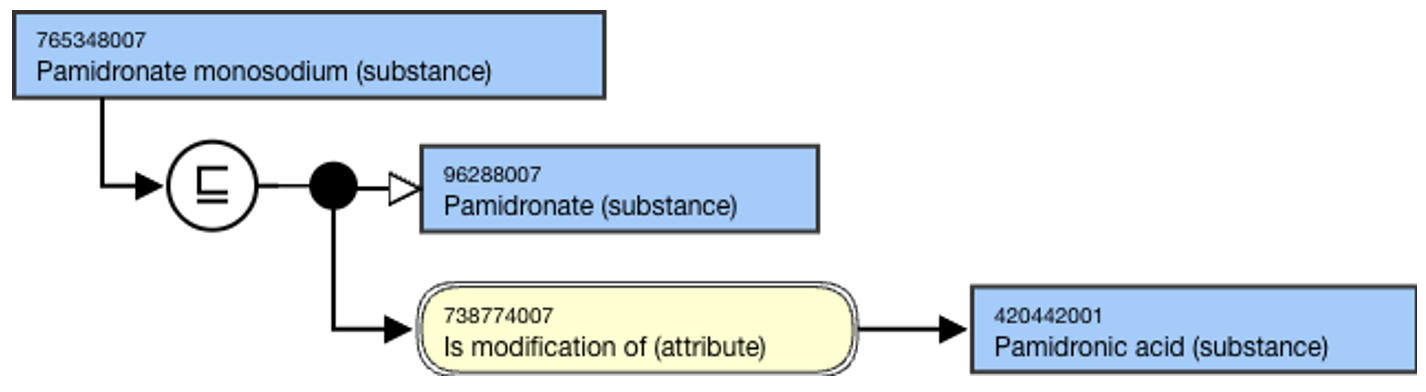 765348007
Pamidronate monosodium (substance)
⊑
96288007
Pamidronate (substance)
738774007
Is modification of (attribute)
420442001
Pamidronic acid (substance)